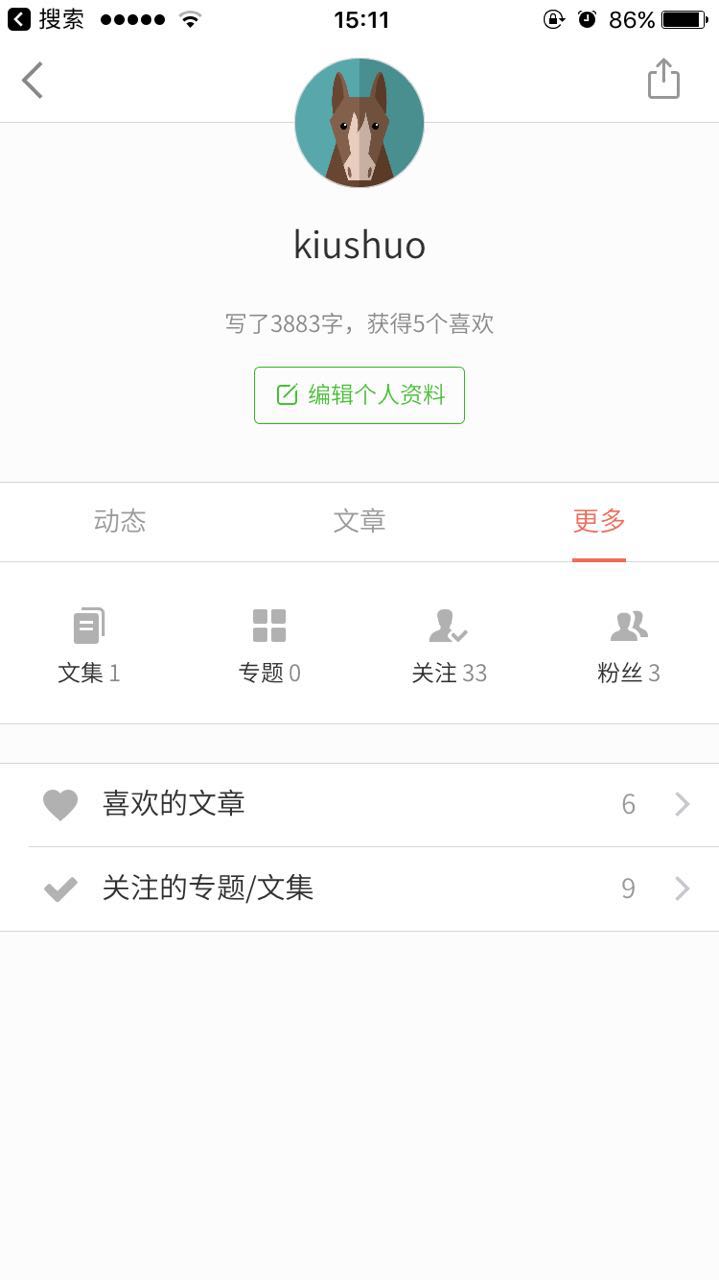 搜索 15:11 86%
kiushuo
写了3883字，获得5个喜欢
编辑个人资料
动态 文章 更多
文集 1 专题 0 关注 33 粉丝 3
喜欢的文章 6
关注的专题/文集 9